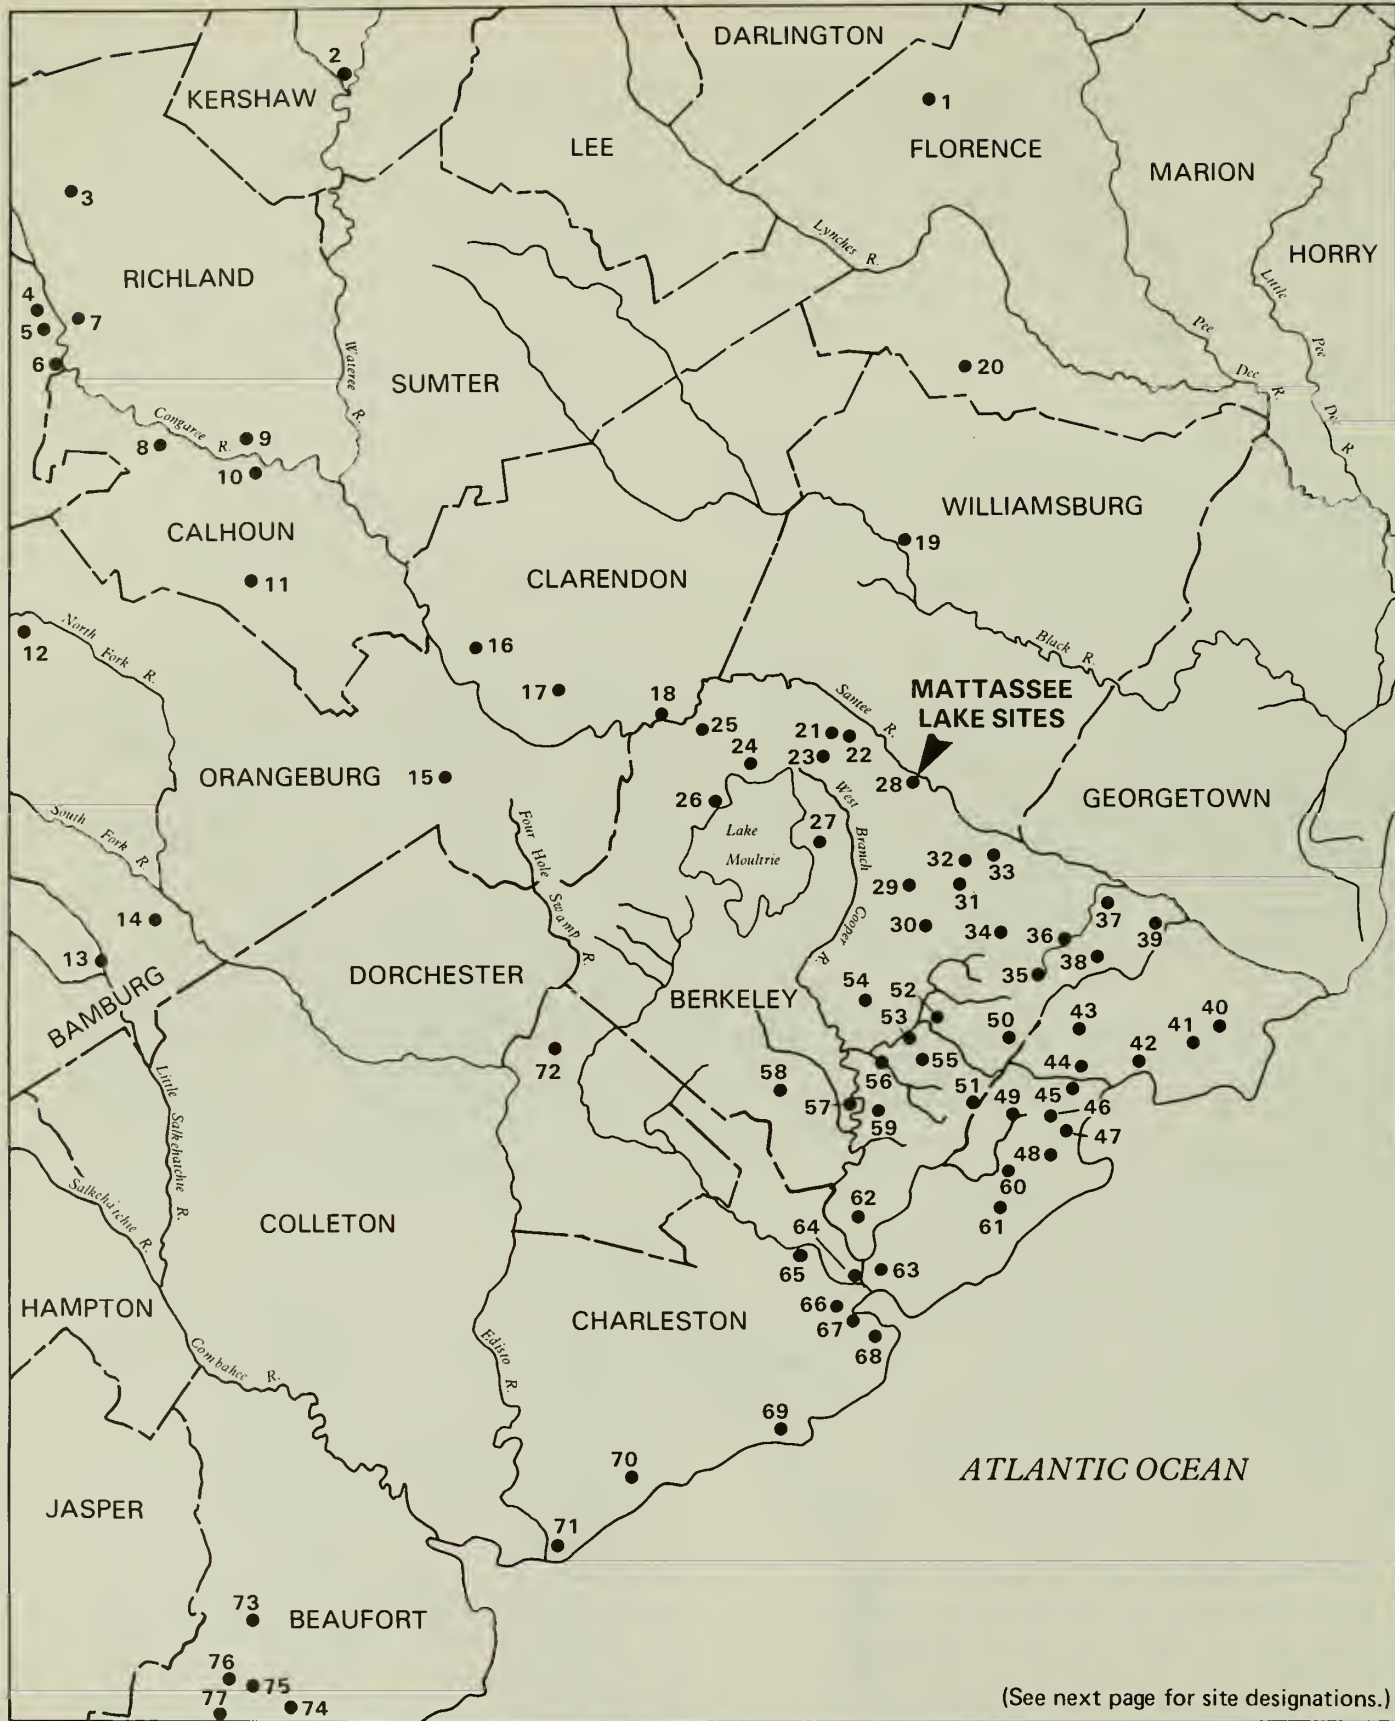 DARLINGTON
2
KERSHAW
1
LEE
FLORENCE
MARION
3
Lynches R.
HORRY
RICHLAND
Little Pee Dee R.
4
5
7
6
Wateree R.
Pee Dee R.
SUMTER
20
Congaree R.
8
9
10
WILLIAMSBURG
CALHOUN
19
11
CLARENDON
North Fork R.
12
Black R.
16
17
18
Santee R.
MATTASSEE
LAKE SITES
25
21
22
24
23
28
ORANGEBURG
15
26
West Branch Cooper R.
GEORGETOWN
South Fork R.
Four Hole Swamp R.
Lake
Moultrie
27
32
33
29
31
14
30
34
37
36
39
38
13
35
BAMBURG
DORCHESTER
BERKELEY
54
52
53
50
43
40
41
42
72
55
44
58
56
51
49
45
46
57
59
47
48
Little Salkehatchie R.
60
61
Salkehatchie R.
COLLETON
62
64
65
63
HAMPTON
66
CHARLESTON
67
68
Combahee R.
Edisto R.
69
70
ATLANTIC OCEAN
JASPER
71
73
BEAUFORT
76
75
77
74
(See next page for site designations.)